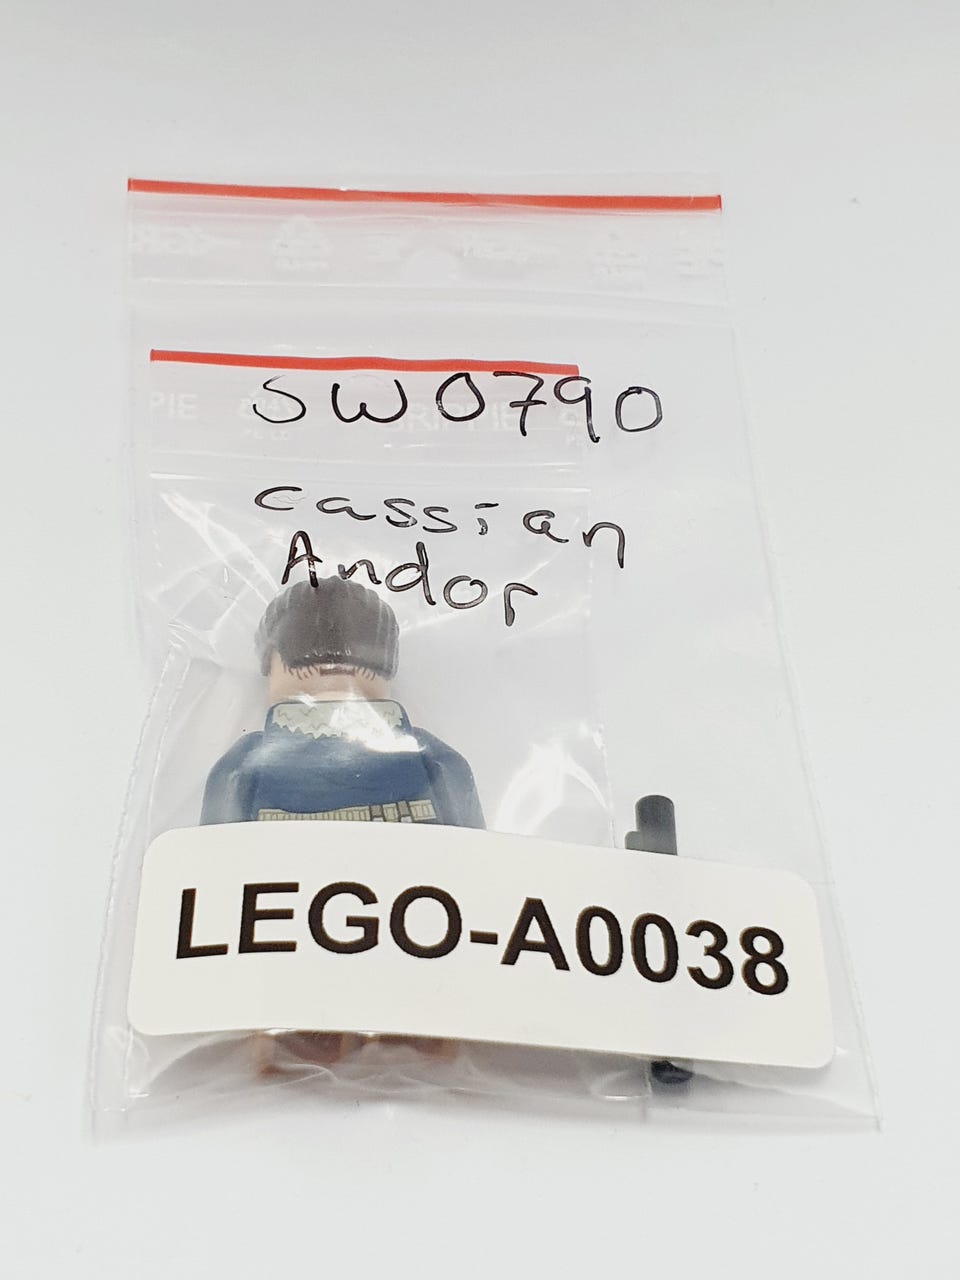 SW0790
cassian
Andor
LEGO-A0038